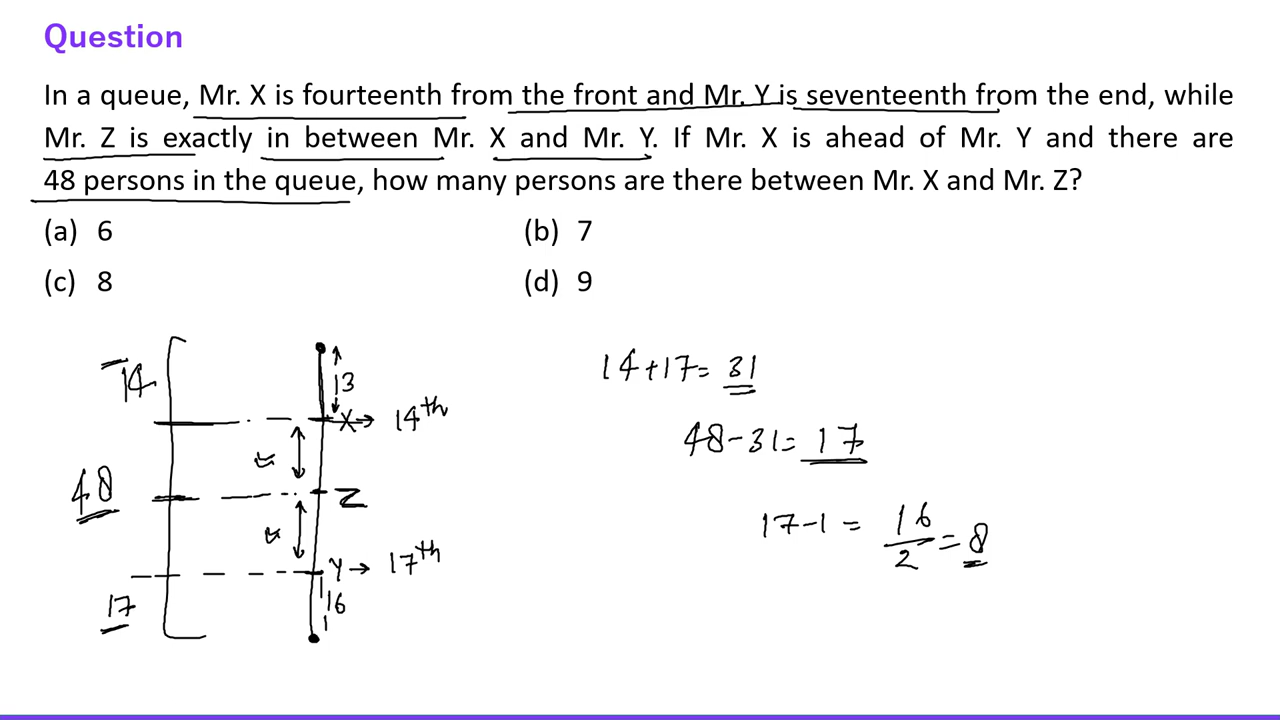 Question
In a queue, Mr. X is fourteenth from the front and Mr. Y is seventeenth from the end, while
Mr. Z is exactly in between Mr. X and Mr. Y. If Mr. X is ahead of Mr. Y and there are
48 persons in the queue, how many persons are there between Mr. X and Mr. Z?
(a) 6 (b) 7
(c) 8 (d) 9
14 13 14+17= 31
X → 14th
48-31= 17
48 Z
17-1 = 16/2 = 8
Y → 17th
17 16